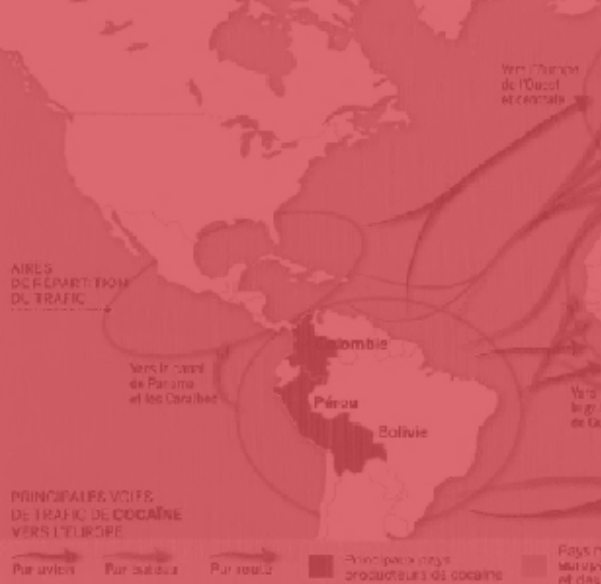 Vers l'Europe
de l'Ouest
et centrale
AIRES
DE RÉPARTITION
DU TRAFIC
Colombie
Vers le canal
de Panama
et les Caraïbes
Pérou
Vers
Bolivie
PRINCIPALES VOIES
DE TRAFIC DE COCAÏNE
VERS L'EUROPE
Par avion
Par bateau
Par route
Principaux pays
producteurs de cocaïne
Pays
et de